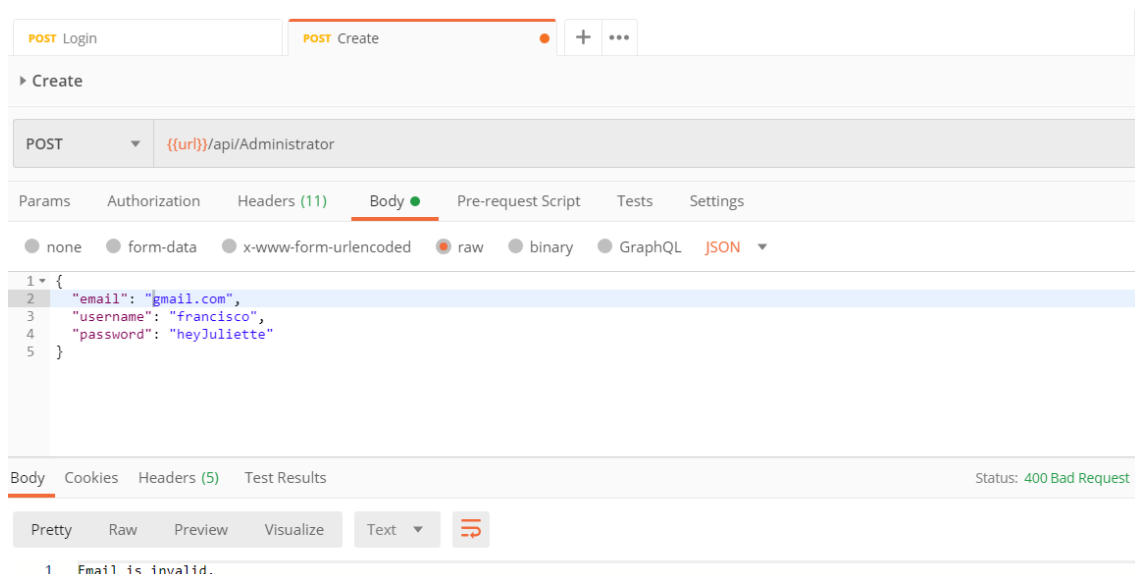 POST Login POST Create + •••
Create
POST {{url}}/api/Administrator
Params Authorization Headers (11) Body Pre-request Script Tests Settings
none form-data x-www-form-urlencoded raw binary GraphQL JSON
1 {
2 "email": "gmail.com",
3 "username": "francisco",
4 "password": "heyJuliette"
5 }
Body Cookies Headers (5) Test Results Status: 400 Bad Request
Pretty Raw Preview Visualize Text
1 Email is invalid.